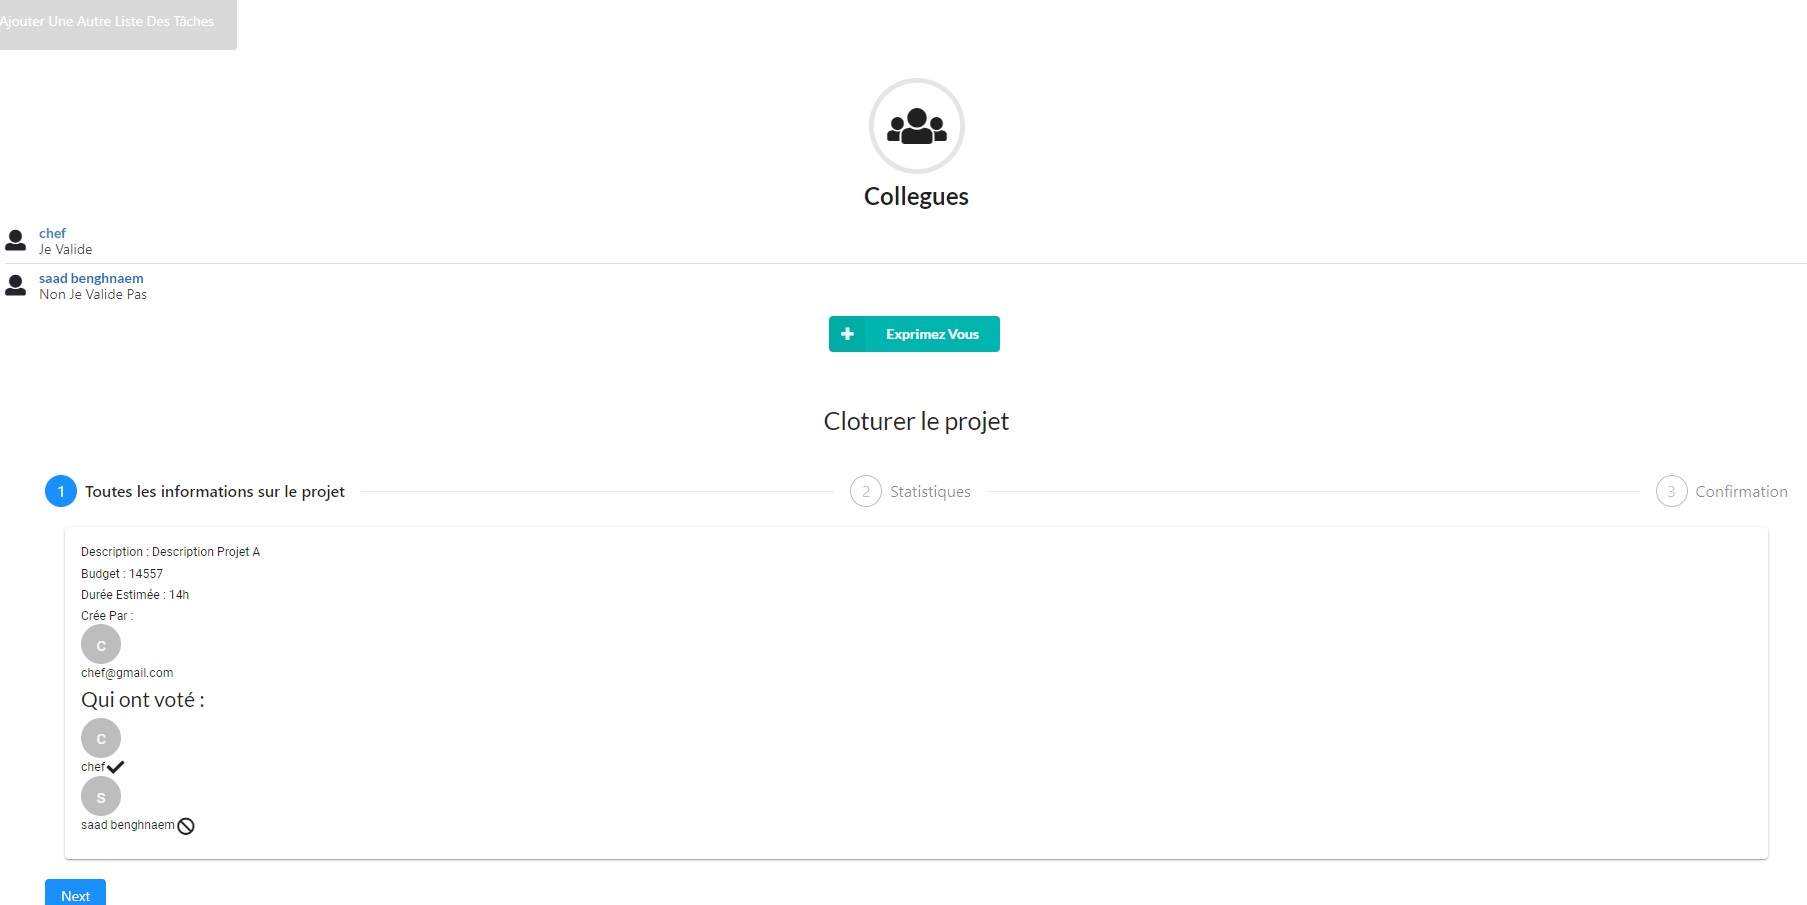 Ajouter Une Autre Liste Des Tâches
Collegues
chef
Je Valide
saad benghnaem
Non Je Valide Pas
Exprimez Vous
Cloturer le projet
1 Toutes les informations sur le projet
2 Statistiques
3 Confirmation
Description : Description Projet A
Budget : 14557
Durée Estimée : 14h
Crée Par :
C
chef@gmail.com
Qui ont voté :
C
chef
S
saad benghnaem
Next